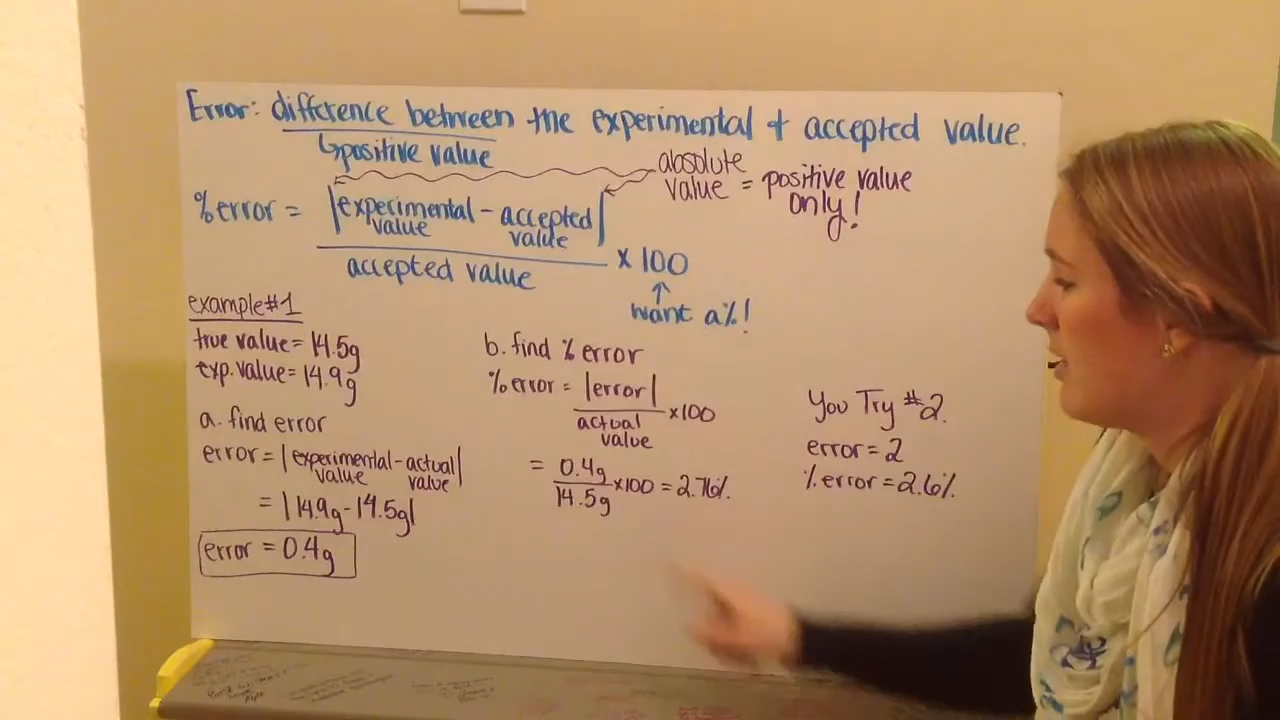 Error: difference between the experimental + accepted value.
↳positive value
absolute value = positive value only!
%error = |experimental value - accepted value| / accepted value × 100
↑
want a %!
example #1
true value = 14.5g
exp. value = 14.9g
a. find error
error = |experimental value - actual value|
= |14.9g - 14.5g|
error = 0.4g
b. find % error
%error = |error| / actual value × 100
= 0.4g / 14.5g × 100 = 2.76%.
You Try #2.
error = 2
% error = 2.6%.